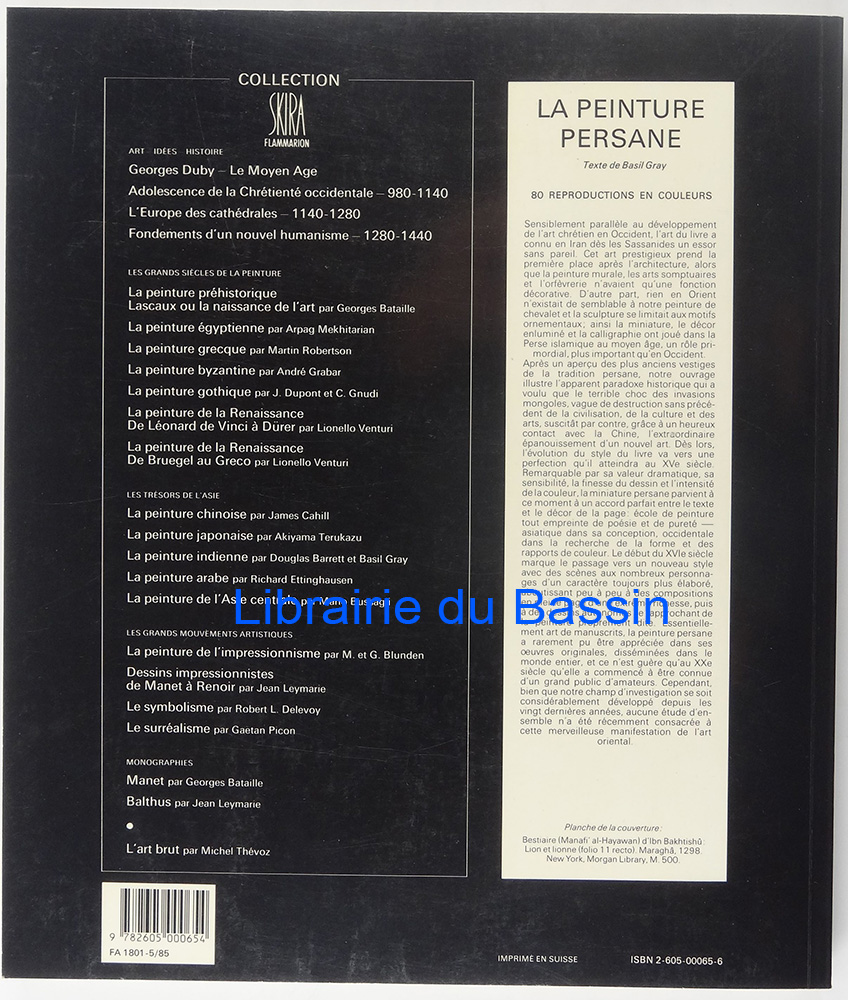 COLLECTION
SKIRA
FLAMMARION
ART IDÉES HISTOIRE
Georges Duby – Le Moyen Age
Adolescence de la Chrétienté occidentale – 980-1140
L'Europe des cathédrales – 1140-1280
Fondements d'un nouvel humanisme – 1280-1440
LES GRANDS SIÈCLES DE LA PEINTURE
La peinture préhistorique
Lascaux ou la naissance de l'art par Georges Bataille
La peinture égyptienne par Arpag Mekhitarian
La peinture grecque par Martin Robertson
La peinture byzantine par André Grabar
La peinture gothique par J. Dupont et C. Gnudi
La peinture de la Renaissance
De Léonard de Vinci à Dürer par Lionello Venturi
La peinture de la Renaissance
De Bruegel au Greco par Lionello Venturi
LES TRÉSORS DE L'ASIE
La peinture chinoise par James Cahill
La peinture japonaise par Akiyama Terukazu
La peinture indienne par Douglas Barrett et Basil Gray
La peinture arabe par Richard Ettinghausen
La peinture de l'Asie centrale par Mario Bussagli
LES GRANDS MOUVEMENTS ARTISTIQUES
La peinture de l'impressionnisme par M. et G. Blunden
Dessins impressionnistes
de Manet à Renoir par Jean Leymarie
Le symbolisme par Robert L. Delevoy
Le surréalisme par Gaetan Picon
MONOGRAPHIES
Manet par Georges Bataille
Balthus par Jean Leymarie
L'art brut par Michel Thévoz
9 782605 000654
FA 1801-5/85
LA PEINTURE
PERSANE
Texte de Basil Gray
80 REPRODUCTIONS EN COULEURS
Sensiblement parallèle au développement
de l'art chrétien en Occident, l'art du livre a
connu en Iran dès les Sassanides un essor
sans pareil. Cet art prestigieux prend la
première place après l'architecture, alors
que la peinture murale, les arts somptuaires
et l'orfèvrerie n'avaient qu'une fonction
décorative. D'autre part, rien en Orient
n'existait de semblable à notre peinture de
chevalet et la sculpture se limitait aux motifs
ornementaux; ainsi la miniature, le décor
enluminé et la calligraphie ont joué dans la
Perse islamique au moyen âge, un rôle pri-
mordial, plus important qu'en Occident.
Après un aperçu des plus anciens vestiges
de la tradition persane, notre ouvrage
illustre l'apparent paradoxe historique qui a
voulu que le terrible choc des invasions
mongoles, vague de destruction sans précé-
dent de la civilisation, de la culture et des
arts, suscitât par contre, grâce à un heureux
contact avec la Chine, l'extraordinaire
épanouissement d'un nouvel art. Dès lors,
l'évolution du style du livre va vers une
perfection qu'il atteindra au XVe siècle.
Remarquable par sa valeur dramatique, sa
sensibilité, la finesse du dessin et l'intensité
de la couleur, la miniature persane parvient à
ce moment à un accord parfait entre le texte
et le décor de la page: école de peinture
tout empreinte de poésie et de pureté —
asiatique dans sa conception, occidentale
dans la recherche de la forme et des
rapports de couleur. Le début du XVIe siècle
marque le passage vers un nouveau style
avec des scènes aux nombreux personna-
ges d'un caractère toujours plus élaboré,
peu à peu à des compositions
puis
approchant de
peinture proprement dite. Essentielle-
ment art de manuscrits, la peinture persane
a rarement pu être appréciée dans ses
œuvres originales, disséminées dans le
monde entier, et ce n'est guère qu'au XXe
siècle qu'elle a commencé à être connue
d'un grand public d'amateurs. Cependant,
bien que notre champ d'investigation se soit
considérablement développé depuis les
vingt dernières années, aucune étude d'en-
semble n'a été récemment consacrée à
cette merveilleuse manifestation de l'art
oriental.
Planche de la couverture:
Bestiaire (Manafi' al-Hayawan) d'Ibn Bakhtishû:
Lion et lionne (folio 11 recto). Maraghâ, 1298.
New York, Morgan Library, M. 500.
IMPRIMÉ EN SUISSE
ISBN 2-605-00065-6
Librairie du Bassin